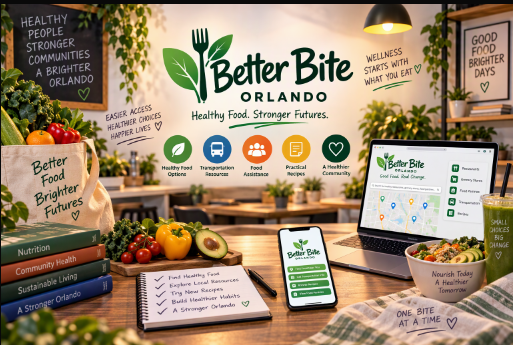 HEALTHY
PEOPLE
STRONGER
COMMUNITIES
A BRIGHTER
ORLANDO
Better Bite
ORLANDO
Healthy Food. Stronger Futures.
WELLNESS
STARTS WITH
WHAT YOU EAT
GOOD
FOOD
BRIGHTER
DAYS
EASIER ACCESS
HEALTHIER CHOICES
HAPPIER LIVES
Healthy Food
Options
Transportation
Resources
Food
Assistance
Practical
Recipes
A Healthier
Community
Better
Food
Brighter
Futures
Better Bite
ORLANDO
Good Food. Real Change.
Nutrition
Community Health
Sustainable Living
A Stronger Orlando
Find Healthy Food
Explore Local Resources
Try New Recipes
Build Healthier Habits
A Stronger Orlando
Better Bite
ORLANDO
SMALL
CHOICES
BIG
CHANGE
Nourish Today
A Healthier
Tomorrow
ONE BITE
AT A TIME